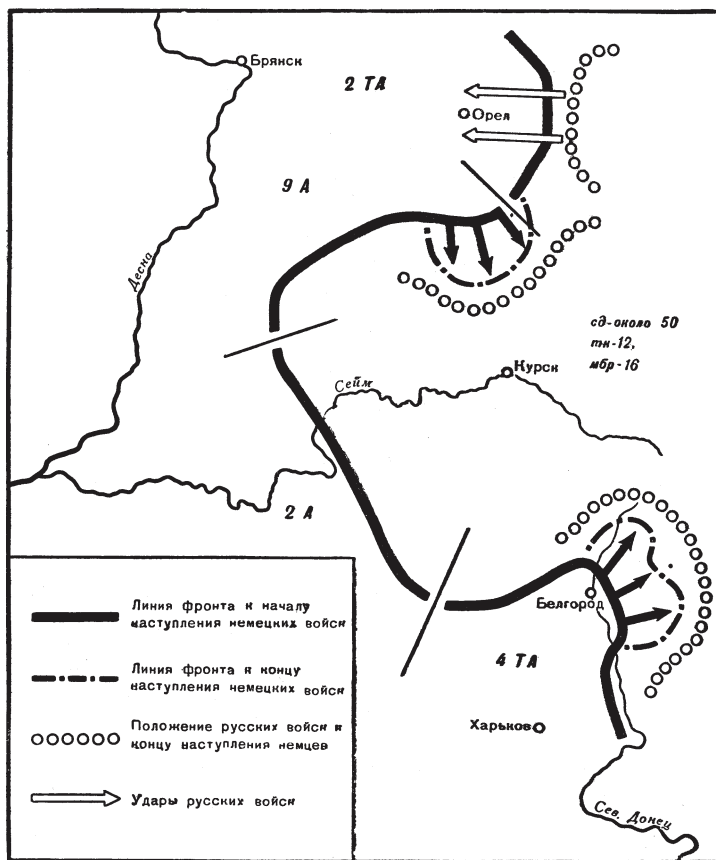 Брянск
2 ТА
Орел
9 А
Десна
сд-около 50
тк-12,
мбр-16
Курск
Сейм
2 А
Белгород
4 ТА
Харьков
Сев. Донец
Линия фронта к началу
наступления немецких войск
Линия фронта к концу
наступления немецких войск
Положение русских войск к
концу наступления немцев
Удары русских войск